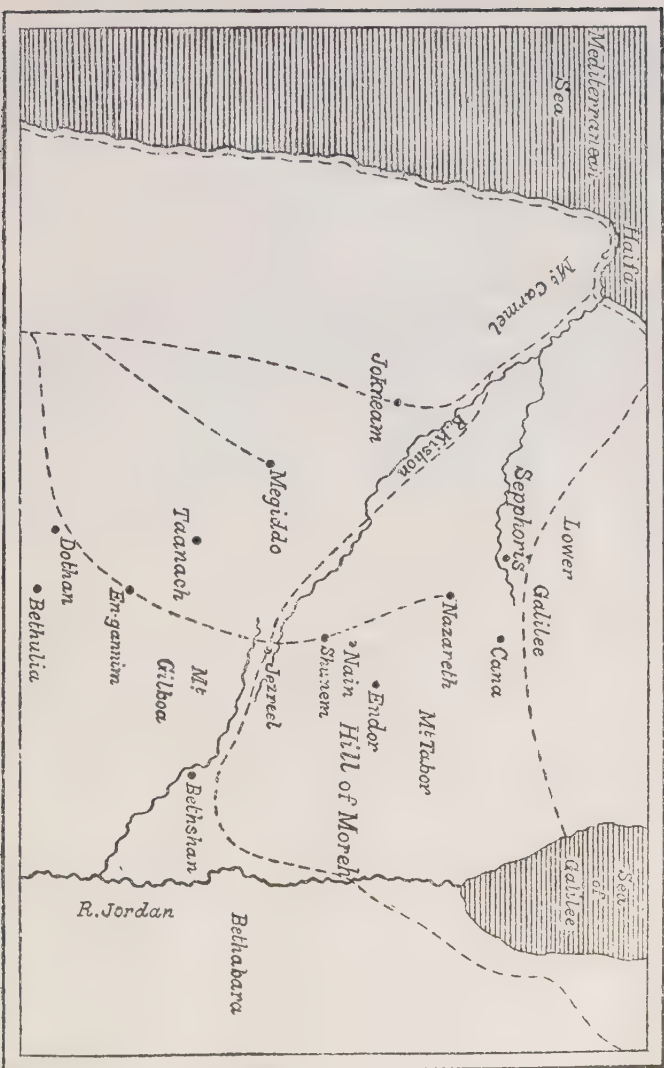 Mediterranean
Sea
Haifa
Mt Carmel
Jokneam
R. Kishon
Sepphoris
Lower
Galilee
Megiddo
Taanach
Nazareth
Cana
Dothan
En-gannim
Bethulia
Mt
Gilboa
Jezreel
Shunem
Nain
Endor
Hill of Moreh
Mt Tabor
Bethshan
Sea
of
Galilee
R. Jordan
Bethabara